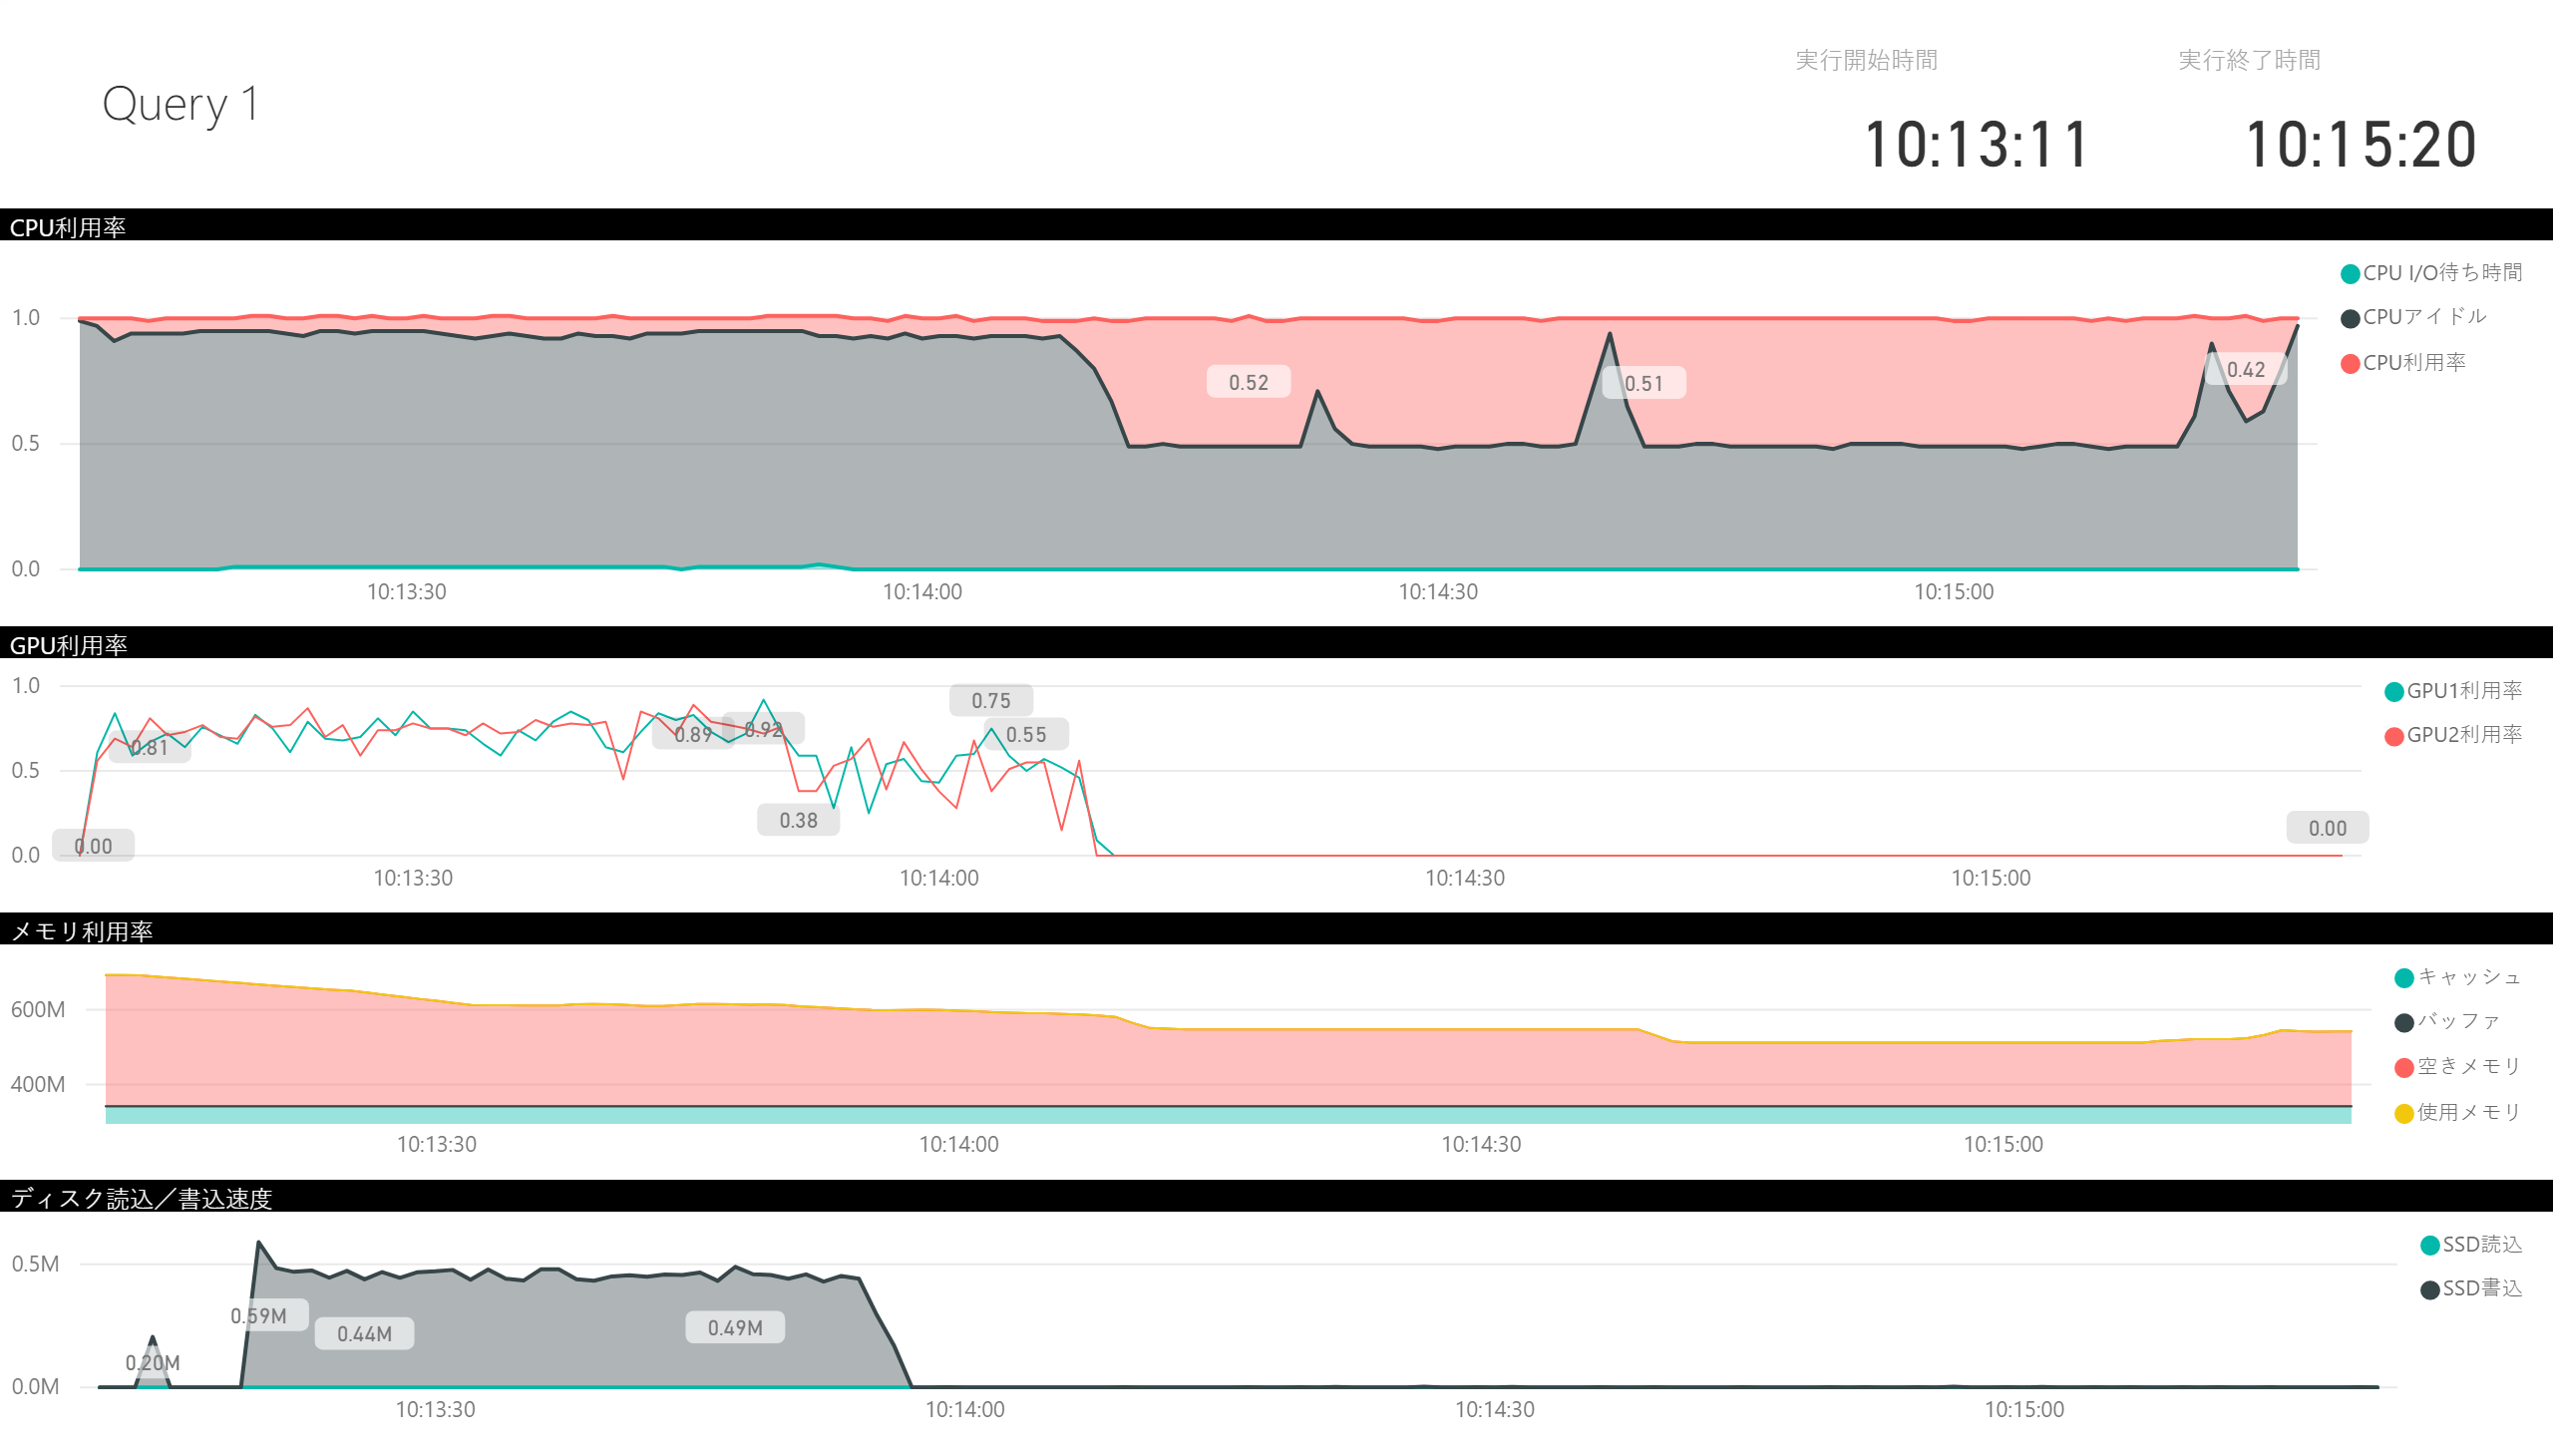 Query 1
実行開始時間
10:13:11
実行終了時間
10:15:20
CPU利用率
1.0
0.5
0.0
0.52
0.51
0.42
10:13:30
10:14:00
10:14:30
10:15:00
CPU I/O待ち時間
CPUアイドル
CPU利用率
GPU利用率
1.0
0.5
0.0
0.00
0.81
0.89
0.92
0.38
0.75
0.55
0.00
10:13:30
10:14:00
10:14:30
10:15:00
GPU1利用率
GPU2利用率
メモリ利用率
600M
400M
10:13:30
10:14:00
10:14:30
10:15:00
キャッシュ
バッファ
空きメモリ
使用メモリ
ディスク読込／書込速度
0.5M
0.0M
0.20M
0.59M
0.44M
0.49M
10:13:30
10:14:00
10:14:30
10:15:00
SSD読込
SSD書込